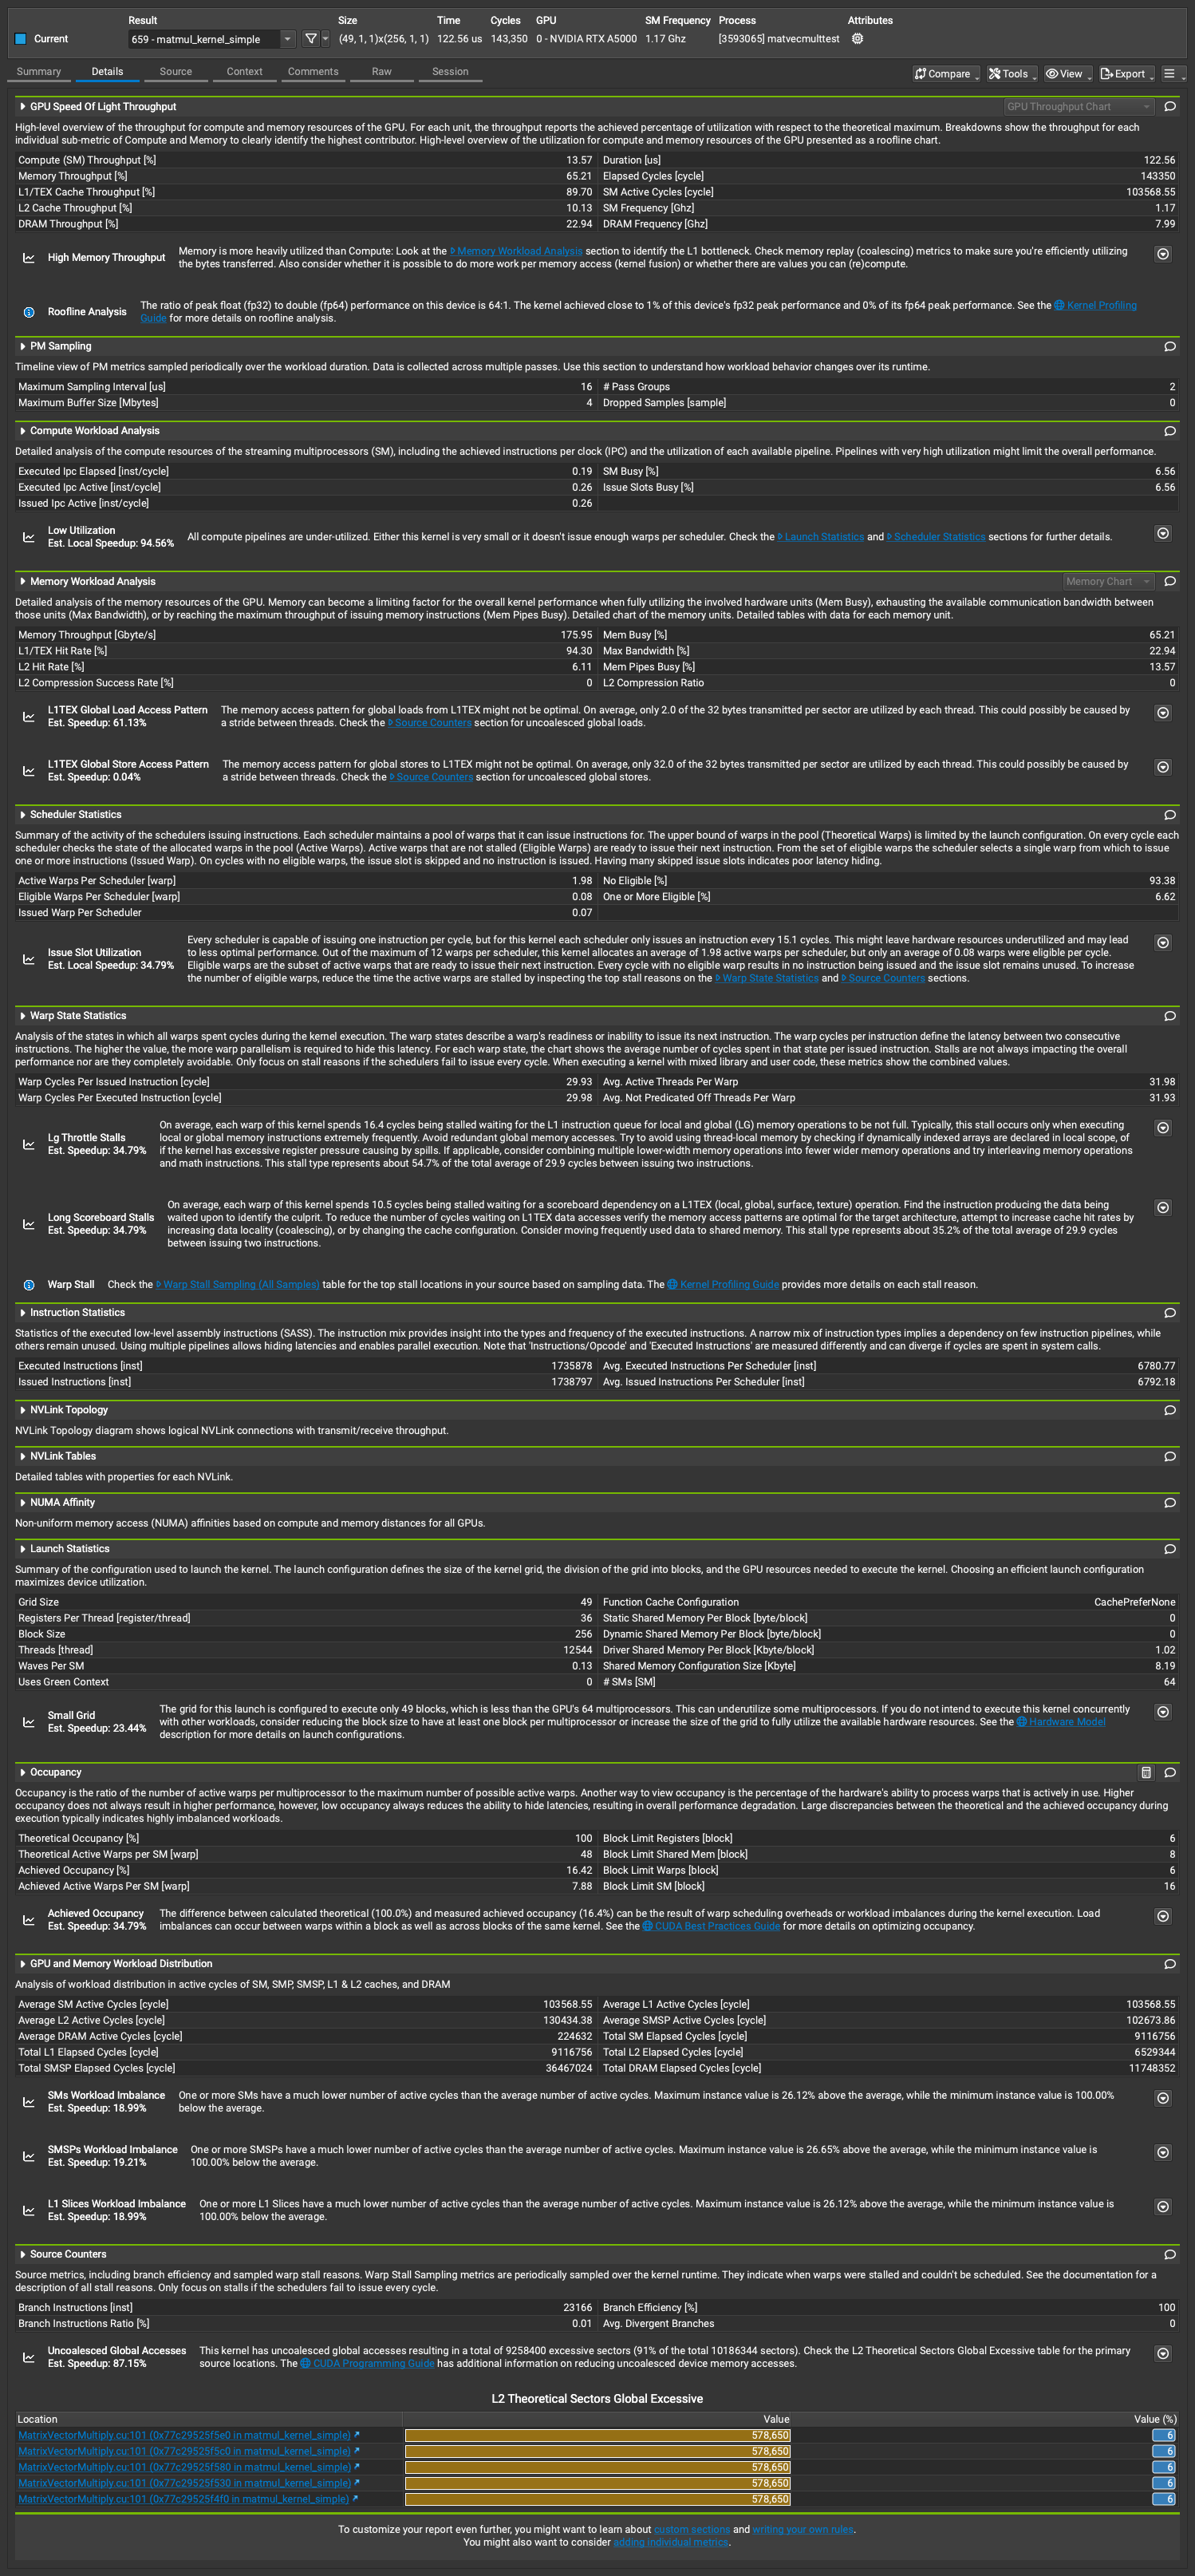 Result Size Time Cycles GPU SM Frequency Process Attributes
Current 659 - matmul_kernel_simple (49, 1, 1)x(256, 1, 1) 122.56 us 143,350 0 - NVIDIA RTX A5000 1.17 Ghz [3593065] matvecmulttest
Summary Details Source Context Comments Raw Session Compare Tools View Export
GPU Speed Of Light Throughput GPU Throughput Chart
High-level overview of the throughput for compute and memory resources of the GPU. For each unit, the throughput reports the achieved percentage of utilization with respect to the theoretical maximum. Breakdowns show the throughput for each
individual sub-metric of Compute and Memory to clearly identify the highest contributor. High-level overview of the utilization for compute and memory resources of the GPU presented as a roofline chart.
Compute (SM) Throughput [%] 13.57 Duration [us] 122.56
Memory Throughput [%] 65.21 Elapsed Cycles [cycle] 143350
L1/TEX Cache Throughput [%] 89.70 SM Active Cycles [cycle] 103568.55
L2 Cache Throughput [%] 10.13 SM Frequency [Ghz] 1.17
DRAM Throughput [%] 22.94 DRAM Frequency [Ghz] 7.99
High Memory Throughput Memory is more heavily utilized than Compute: Look at the Memory Workload Analysis section to identify the L1 bottleneck. Check memory replay (coalescing) metrics to make sure you're efficiently utilizing
the bytes transferred. Also consider whether it is possible to do more work per memory access (kernel fusion) or whether there are values you can (re)compute.
Roofline Analysis The ratio of peak float (fp32) to double (fp64) performance on this device is 64:1. The kernel achieved close to 1% of this device's fp32 peak performance and 0% of its fp64 peak performance. See the Kernel Profiling
Guide for more details on roofline analysis.
PM Sampling
Timeline view of PM metrics sampled periodically over the workload duration. Data is collected across multiple passes. Use this section to understand how workload behavior changes over its runtime.
Maximum Sampling Interval [us] 16 # Pass Groups 2
Maximum Buffer Size [Mbytes] 4 Dropped Samples [sample] 0
Compute Workload Analysis
Detailed analysis of the compute resources of the streaming multiprocessors (SM), including the achieved instructions per clock (IPC) and the utilization of each available pipeline. Pipelines with very high utilization might limit the overall performance.
Executed Ipc Elapsed [inst/cycle] 0.19 SM Busy [%] 6.56
Executed Ipc Active [inst/cycle] 0.26 Issue Slots Busy [%] 6.56
Issued Ipc Active [inst/cycle] 0.26
Low Utilization
Est. Local Speedup: 94.56% All compute pipelines are under-utilized. Either this kernel is very small or it doesn't issue enough warps per scheduler. Check the Launch Statistics and Scheduler Statistics sections for further details.
Memory Workload Analysis Memory Chart
Detailed analysis of the memory resources of the GPU. Memory can become a limiting factor for the overall kernel performance when fully utilizing the involved hardware units (Mem Busy), exhausting the available communication bandwidth between
those units (Max Bandwidth), or by reaching the maximum throughput of issuing memory instructions (Mem Pipes Busy). Detailed chart of the memory units. Detailed tables with data for each memory unit.
Memory Throughput [Gbyte/s] 175.95 Mem Busy [%] 65.21
L1/TEX Hit Rate [%] 94.30 Max Bandwidth [%] 22.94
L2 Hit Rate [%] 6.11 Mem Pipes Busy [%] 13.57
L2 Compression Success Rate [%] 0 L2 Compression Ratio 0
L1TEX Global Load Access Pattern The memory access pattern for global loads from L1TEX might not be optimal. On average, only 2.0 of the 32 bytes transmitted per sector are utilized by each thread. This could possibly be caused by
Est. Speedup: 61.13% a stride between threads. Check the Source Counters section for uncoalesced global loads.
L1TEX Global Store Access Pattern The memory access pattern for global stores to L1TEX might not be optimal. On average, only 32.0 of the 32 bytes transmitted per sector are utilized by each thread. This could possibly be caused by
Est. Speedup: 0.04% a stride between threads. Check the Source Counters section for uncoalesced global stores.
Scheduler Statistics
Summary of the activity of the schedulers issuing instructions. Each scheduler maintains a pool of warps that it can issue instructions for. The upper bound of warps in the pool (Theoretical Warps) is limited by the launch configuration. On every cycle each
scheduler checks the state of the allocated warps in the pool (Active Warps). Active warps that are not stalled (Eligible Warps) are ready to issue their next instruction. From the set of eligible warps the scheduler selects a single warp from which to issue
one or more instructions (Issued Warp). On cycles with no eligible warps, the issue slot is skipped and no instruction is issued. Having many skipped issue slots indicates poor latency hiding.
Active Warps Per Scheduler [warp] 1.98 No Eligible [%] 93.38
Eligible Warps Per Scheduler [warp] 0.08 One or More Eligible [%] 6.62
Issued Warp Per Scheduler 0.07
Every scheduler is capable of issuing one instruction per cycle, but for this kernel each scheduler only issues an instruction every 15.1 cycles. This might leave hardware resources underutilized and may lead
Issue Slot Utilization to less optimal performance. Out of the maximum of 12 warps per scheduler, this kernel allocates an average of 1.98 active warps per scheduler, but only an average of 0.08 warps were eligible per cycle.
Est. Local Speedup: 34.79% Eligible warps are the subset of active warps that are ready to issue their next instruction. Every cycle with no eligible warp results in no instruction being issued and the issue slot remains unused. To increase
the number of eligible warps, reduce the time the active warps are stalled by inspecting the top stall reasons on the Warp State Statistics and Source Counters sections.
Warp State Statistics
Analysis of the states in which all warps spent cycles during the kernel execution. The warp states describe a warp's readiness or inability to issue its next instruction. The warp cycles per instruction define the latency between two consecutive
instructions. The higher the value, the more warp parallelism is required to hide this latency. For each warp state, the chart shows the average number of cycles spent in that state per issued instruction. Stalls are not always impacting the overall
performance nor are they completely avoidable. Only focus on stall reasons if the schedulers fail to issue every cycle. When executing a kernel with mixed library and user code, these metrics show the combined values.
Warp Cycles Per Issued Instruction [cycle] 29.93 Avg. Active Threads Per Warp 31.98
Warp Cycles Per Executed Instruction [cycle] 29.98 Avg. Not Predicated Off Threads Per Warp 31.93
On average, each warp of this kernel spends 16.4 cycles being stalled waiting for the L1 instruction queue for local and global (LG) memory operations to be not full. Typically, this stall occurs only when executing
Lg Throttle Stalls local or global memory instructions extremely frequently. Avoid redundant global memory accesses. Try to avoid using thread-local memory by checking if dynamically indexed arrays are declared in local scope, of
Est. Speedup: 34.79% if the kernel has excessive register pressure causing by spills. If applicable, consider combining multiple lower-width memory operations into fewer wider memory operations and try interleaving memory operations
and math instructions. This stall type represents about 54.7% of the total average of 29.9 cycles between issuing two instructions.
On average, each warp of this kernel spends 10.5 cycles being stalled waiting for a scoreboard dependency on a L1TEX (local, global, surface, texture) operation. Find the instruction producing the data being
Long Scoreboard Stalls waited upon to identify the culprit. To reduce the number of cycles waiting on L1TEX data accesses verify the memory access patterns are optimal for the target architecture, attempt to increase cache hit rates by
Est. Speedup: 34.79% increasing data locality (coalescing), or by changing the cache configuration. Consider moving frequently used data to shared memory. This stall type represents about 35.2% of the total average of 29.9 cycles
between issuing two instructions.
Warp Stall Check the Warp Stall Sampling (All Samples) table for the top stall locations in your source based on sampling data. The Kernel Profiling Guide provides more details on each stall reason.
Instruction Statistics
Statistics of the executed low-level assembly instructions (SASS). The instruction mix provides insight into the types and frequency of the executed instructions. A narrow mix of instruction types implies a dependency on few instruction pipelines, while
others remain unused. Using multiple pipelines allows hiding latencies and enables parallel execution. Note that 'Instructions/Opcode' and 'Executed Instructions' are measured differently and can diverge if cycles are spent in system calls.
Executed Instructions [inst] 1735878 Avg. Executed Instructions Per Scheduler [inst] 6780.77
Issued Instructions [inst] 1738797 Avg. Issued Instructions Per Scheduler [inst] 6792.18
NVLink Topology
NVLink Topology diagram shows logical NVLink connections with transmit/receive throughput.
NVLink Tables
Detailed tables with properties for each NVLink.
NUMA Affinity
Non-uniform memory access (NUMA) affinities based on compute and memory distances for all GPUs.
Launch Statistics
Summary of the configuration used to launch the kernel. The launch configuration defines the size of the kernel grid, the division of the grid into blocks, and the GPU resources needed to execute the kernel. Choosing an efficient launch configuration
maximizes device utilization.
Grid Size 49 Function Cache Configuration CachePreferNone
Registers Per Thread [register/thread] 36 Static Shared Memory Per Block [byte/block] 0
Block Size 256 Dynamic Shared Memory Per Block [byte/block] 0
Threads [thread] 12544 Driver Shared Memory Per Block [Kbyte/block] 1.02
Waves Per SM 0.13 Shared Memory Configuration Size [Kbyte] 8.19
Uses Green Context 0 # SMs [SM] 64
Small Grid The grid for this launch is configured to execute only 49 blocks, which is less than the GPU's 64 multiprocessors. This can underutilize some multiprocessors. If you do not intend to execute this kernel concurrently
Est. Speedup: 23.44% with other workloads, consider reducing the block size to have at least one block per multiprocessor or increase the size of the grid to fully utilize the available hardware resources. See the Hardware Model
description for more details on launch configurations.
Occupancy
Occupancy is the ratio of the number of active warps per multiprocessor to the maximum number of possible active warps. Another way to view occupancy is the percentage of the hardware's ability to process warps that is actively in use. Higher
occupancy does not always result in higher performance, however, low occupancy always reduces the ability to hide latencies, resulting in overall performance degradation. Large discrepancies between the theoretical and the achieved occupancy during
execution typically indicates highly imbalanced workloads.
Theoretical Occupancy [%] 100 Block Limit Registers [block] 6
Theoretical Active Warps per SM [warp] 48 Block Limit Shared Mem [block] 8
Achieved Occupancy [%] 16.42 Block Limit Warps [block] 6
Achieved Active Warps Per SM [warp] 7.88 Block Limit SM [block] 16
Achieved Occupancy The difference between calculated theoretical (100.0%) and measured achieved occupancy (16.4%) can be the result of warp scheduling overheads or workload imbalances during the kernel execution. Load
Est. Speedup: 34.79% imbalances can occur between warps within a block as well as across blocks of the same kernel. See the CUDA Best Practices Guide for more details on optimizing occupancy.
GPU and Memory Workload Distribution
Analysis of workload distribution in active cycles of SM, SMP, SMSP, L1 & L2 caches, and DRAM
Average SM Active Cycles [cycle] 103568.55 Average L1 Active Cycles [cycle] 103568.55
Average L2 Active Cycles [cycle] 130434.38 Average SMSP Active Cycles [cycle] 102673.86
Average DRAM Active Cycles [cycle] 224632 Total SM Elapsed Cycles [cycle] 9116756
Total L1 Elapsed Cycles [cycle] 9116756 Total L2 Elapsed Cycles [cycle] 6529344
Total SMSP Elapsed Cycles [cycle] 36467024 Total DRAM Elapsed Cycles [cycle] 11748352
SMs Workload Imbalance One or more SMs have a much lower number of active cycles than the average number of active cycles. Maximum instance value is 26.12% above the average, while the minimum instance value is 100.00%
Est. Speedup: 18.99% below the average.
SMSPs Workload Imbalance One or more SMSPs have a much lower number of active cycles than the average number of active cycles. Maximum instance value is 26.65% above the average, while the minimum instance value is
Est. Speedup: 19.21% 100.00% below the average.
L1 Slices Workload Imbalance One or more L1 Slices have a much lower number of active cycles than the average number of active cycles. Maximum instance value is 26.12% above the average, while the minimum instance value is
Est. Speedup: 18.99% 100.00% below the average.
Source Counters
Source metrics, including branch efficiency and sampled warp stall reasons. Warp Stall Sampling metrics are periodically sampled over the kernel runtime. They indicate when warps were stalled and couldn't be scheduled. See the documentation for a
description of all stall reasons. Only focus on stalls if the schedulers fail to issue every cycle.
Branch Instructions [inst] 23166 Branch Efficiency [%] 100
Branch Instructions Ratio [%] 0.01 Avg. Divergent Branches 0
Uncoalesced Global Accesses This kernel has uncoalesced global accesses resulting in a total of 9258400 excessive sectors (91% of the total 10186344 sectors). Check the L2 Theoretical Sectors Global Excessive table for the primary
Est. Speedup: 87.15% source locations. The CUDA Programming Guide has additional information on reducing uncoalesced device memory accesses.
L2 Theoretical Sectors Global Excessive
Location Value Value (%)
MatrixVectorMultiply.cu:101 (0x77c29525f5e0 in matmul_kernel_simple) 578,650 6
MatrixVectorMultiply.cu:101 (0x77c29525f5c0 in matmul_kernel_simple) 578,650 6
MatrixVectorMultiply.cu:101 (0x77c29525f580 in matmul_kernel_simple) 578,650 6
MatrixVectorMultiply.cu:101 (0x77c29525f530 in matmul_kernel_simple) 578,650 6
MatrixVectorMultiply.cu:101 (0x77c29525f4f0 in matmul_kernel_simple) 578,650 6
To customize your report even further, you might want to learn about custom sections and writing your own rules.
You might also want to consider adding individual metrics.